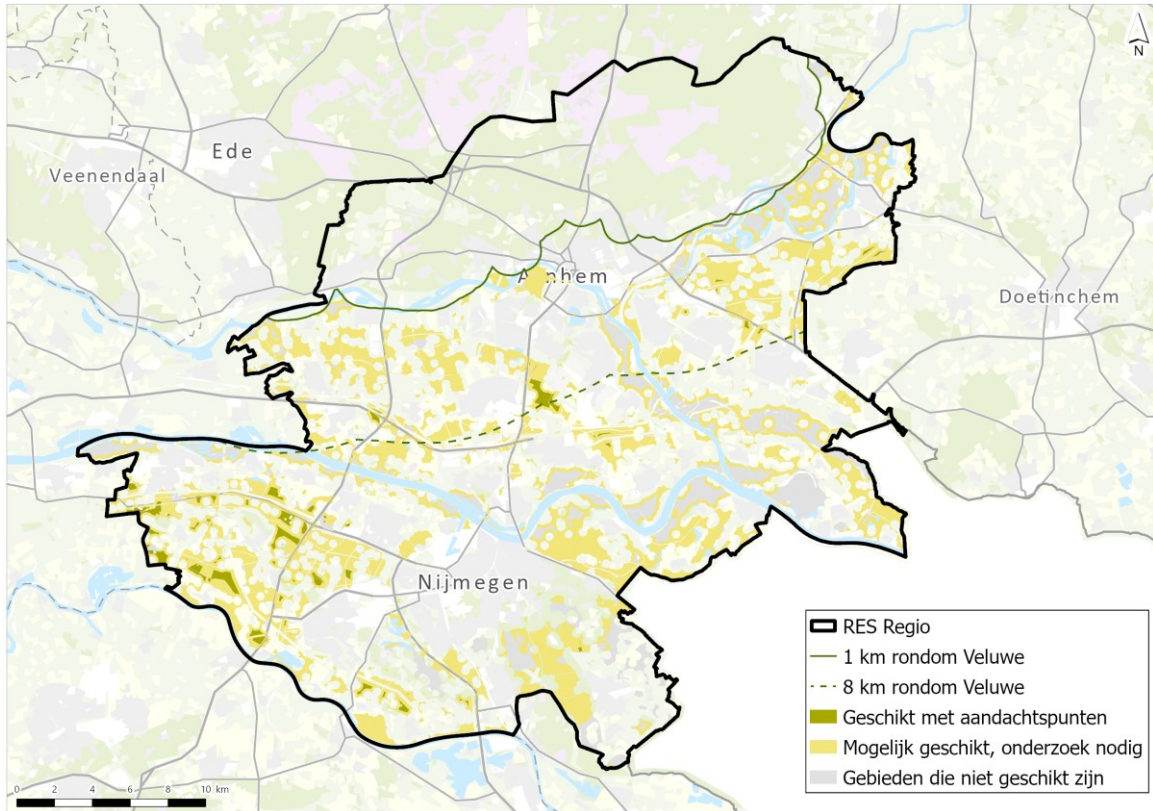 N
Ede
Veenendaal
Arnhem
Doetinchem
Nijmegen
RES Regio
1 km rondom Veluwe
8 km rondom Veluwe
Geschikt met aandachtspunten
Mogelijk geschikt, onderzoek nodig
Gebieden die niet geschikt zijn
0 2 4 6 8 10 km